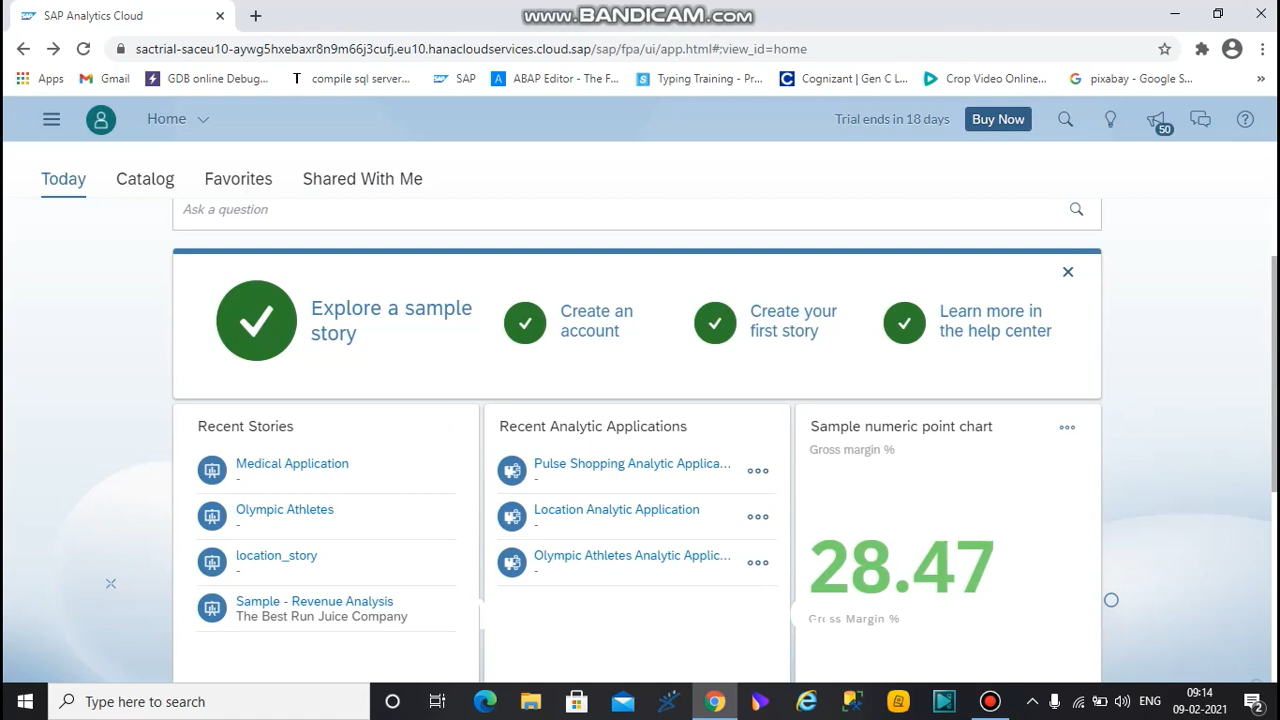 SAP Analytics Cloud
www.BANDICAM.com
sactrial-saceu10-aywg5hxebaxr8n9m66j3cufj.eu10.hanacloudservices.cloud.sap/sap/fpa/ui/app.html#;view_id=home
Apps
Gmail
GDB online Debug...
compile sql server...
SAP
ABAP Editor - The F...
Typing Training - Pr...
Cognizant | Gen C L...
Crop Video Online...
pixabay - Google S...
»
Home
Trial ends in 18 days
Buy Now
50
Today
Catalog
Favorites
Shared With Me
Ask a question
Explore a sample
story
Create an
account
Create your
first story
Learn more in
the help center
Recent Stories
Medical Application
-
Olympic Athletes
-
location_story
-
Sample - Revenue Analysis
The Best Run Juice Company
Recent Analytic Applications
Pulse Shopping Analytic Applica...
-
Location Analytic Application
-
Olympic Athletes Analytic Applic...
-
Sample numeric point chart
Gross margin %
28.47
Gross Margin %
Type here to search
ENG
09:14
09-02-2021
2